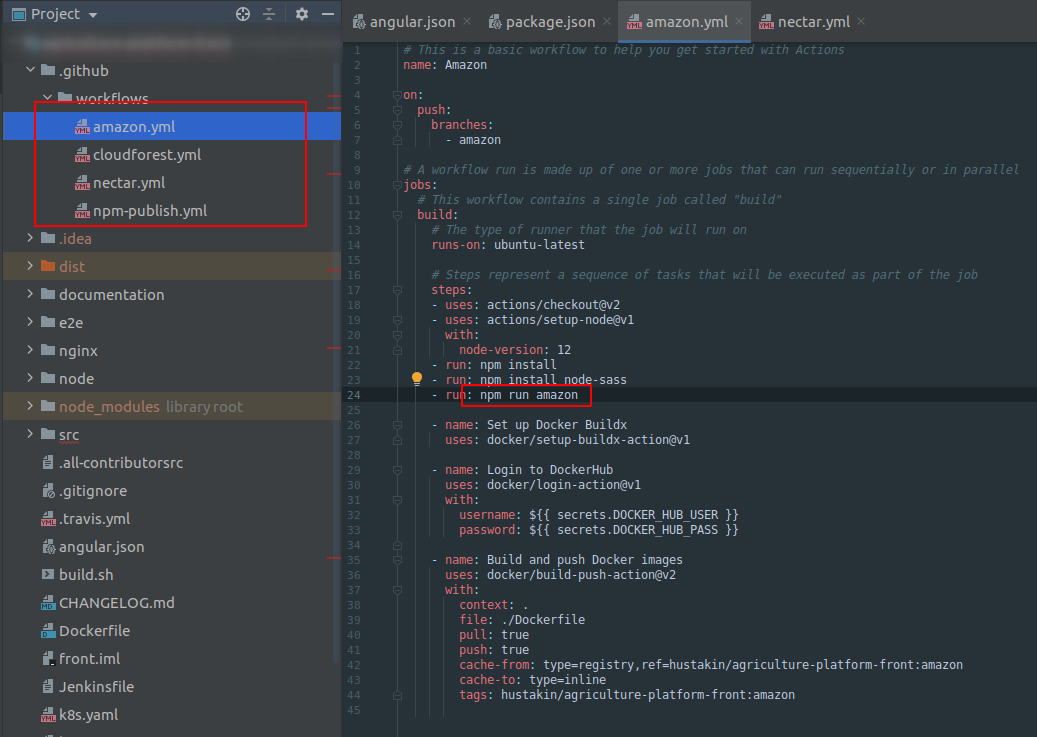 Project
.github
workflows
amazon.yml
cloudforest.yml
nectar.yml
npm-publish.yml
.idea
dist
documentation
e2e
nginx
node
node_modules library root
src
.all-contributorsrc
.gitignore
.travis.yml
angular.json
build.sh
CHANGELOG.md
Dockerfile
front.iml
Jenkinsfile
k8s.yaml
angular.json package.json amazon.yml nectar.yml
1 # This is a basic workflow to help you get started with Actions
2 name: Amazon
3
4 on:
5 push:
6 branches:
7 - amazon
8
9 # A workflow run is made up of one or more jobs that can run sequentially or in parallel
10 jobs:
11 # This workflow contains a single job called "build"
12 build:
13 # The type of runner that the job will run on
14 runs-on: ubuntu-latest
15
16 # Steps represent a sequence of tasks that will be executed as part of the job
17 steps:
18 - uses: actions/checkout@v2
19 - uses: actions/setup-node@v1
20 with:
21 node-version: 12
22 - run: npm install
23 - run: npm install node-sass
24 - run: npm run amazon
25
26 - name: Set up Docker Buildx
27 uses: docker/setup-buildx-action@v1
28
29 - name: Login to DockerHub
30 uses: docker/login-action@v1
31 with:
32 username: ${{ secrets.DOCKER_HUB_USER }}
33 password: ${{ secrets.DOCKER_HUB_PASS }}
34
35 - name: Build and push Docker images
36 uses: docker/build-push-action@v2
37 with:
38 context: .
39 file: ./Dockerfile
40 pull: true
41 push: true
42 cache-from: type=registry,ref=hustakin/agriculture-platform-front:amazon
43 cache-to: type=inline
44 tags: hustakin/agriculture-platform-front:amazon
45